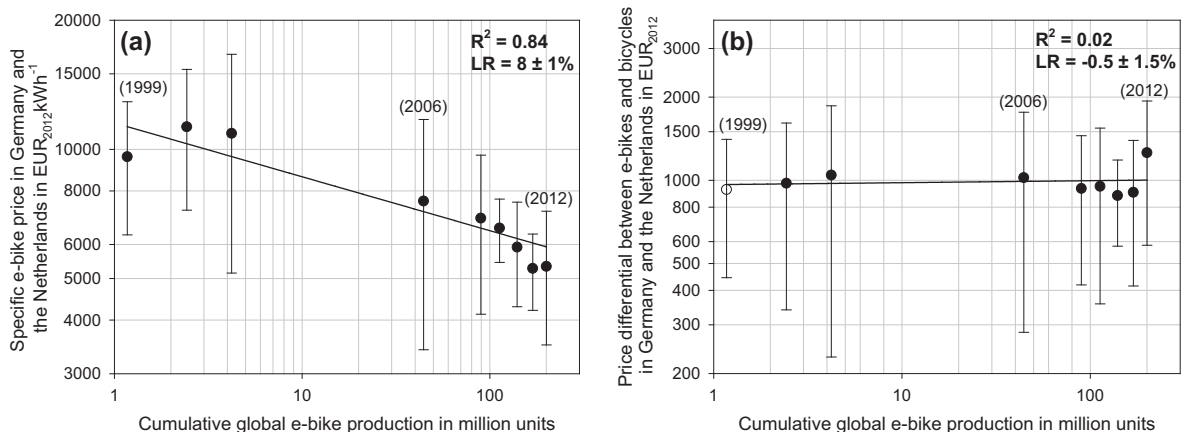 (a)
R² = 0.84
LR = 8 ± 1%
(1999)
(2006)
(2012)
20000
15000
10000
8000
6000
5000
4000
3000
1
10
100
Specific e-bike price in Germany and
the Netherlands in EUR₂₀₁₂kWh⁻¹
Cumulative global e-bike production in million units
(b)
R² = 0.02
LR = -0.5 ± 1.5%
(1999)
(2006)
(2012)
3000
2000
1500
1000
800
600
500
400
300
200
1
10
100
Price differential between e-bikes and bicycles
in Germany and the Netherlands in EUR₂₀₁₂
Cumulative global e-bike production in million units